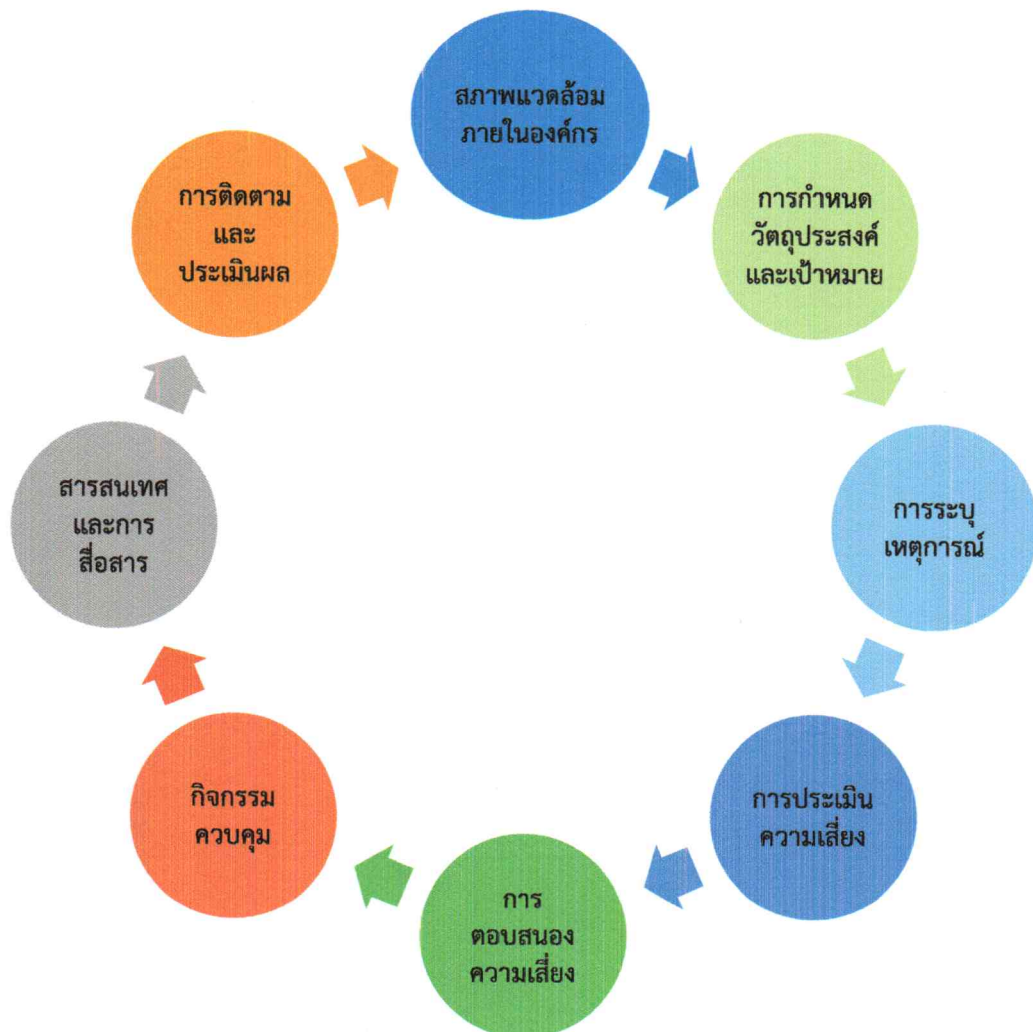 สภาพแวดล้อม
ภายในองค์กร
การกำหนด
วัตถุประสงค์
และเป้าหมาย
การระบุ
เหตุการณ์
การประเมิน
ความเสี่ยง
การ
ตอบสนอง
ความเสี่ยง
กิจกรรม
ควบคุม
สารสนเทศ
และการ
สื่อสาร
การติดตาม
และ
ประเมินผล